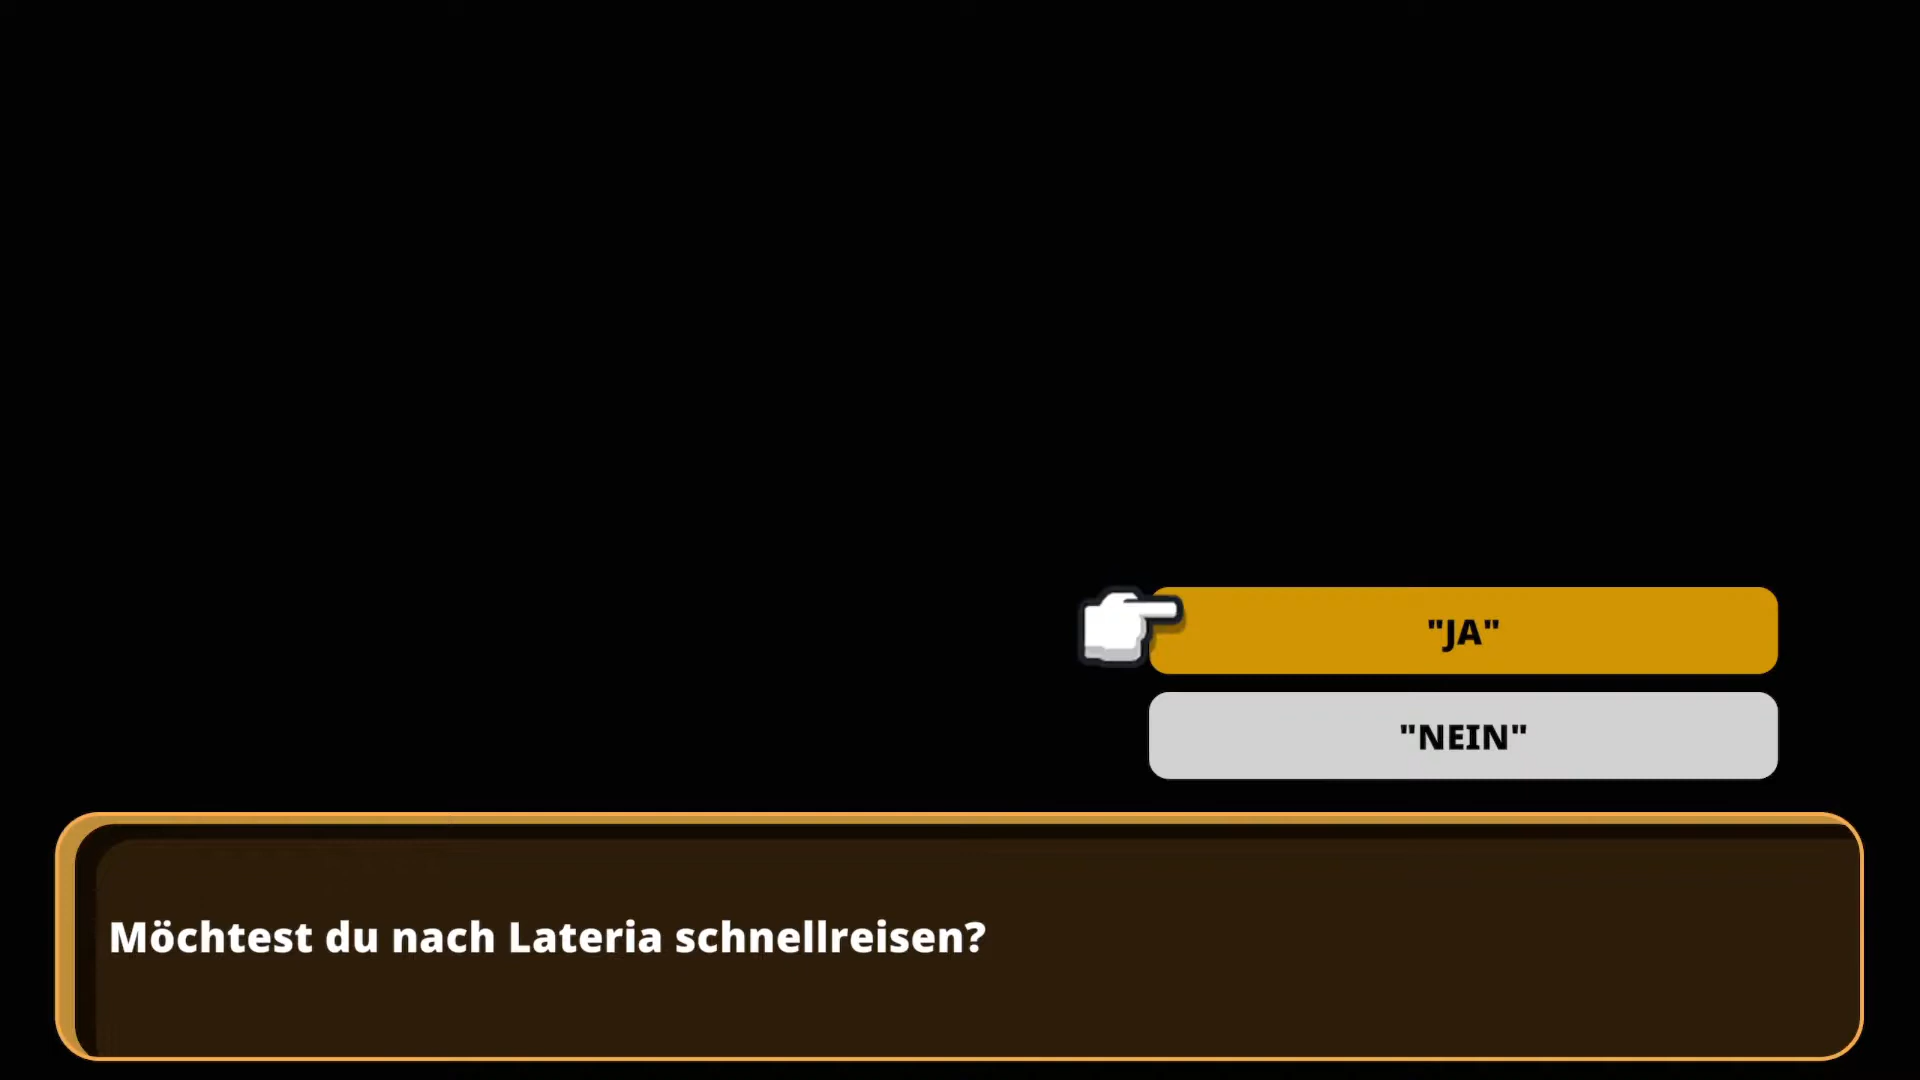 "JA"
"NEIN"
Möchtest du nach Lateria schnellreisen?